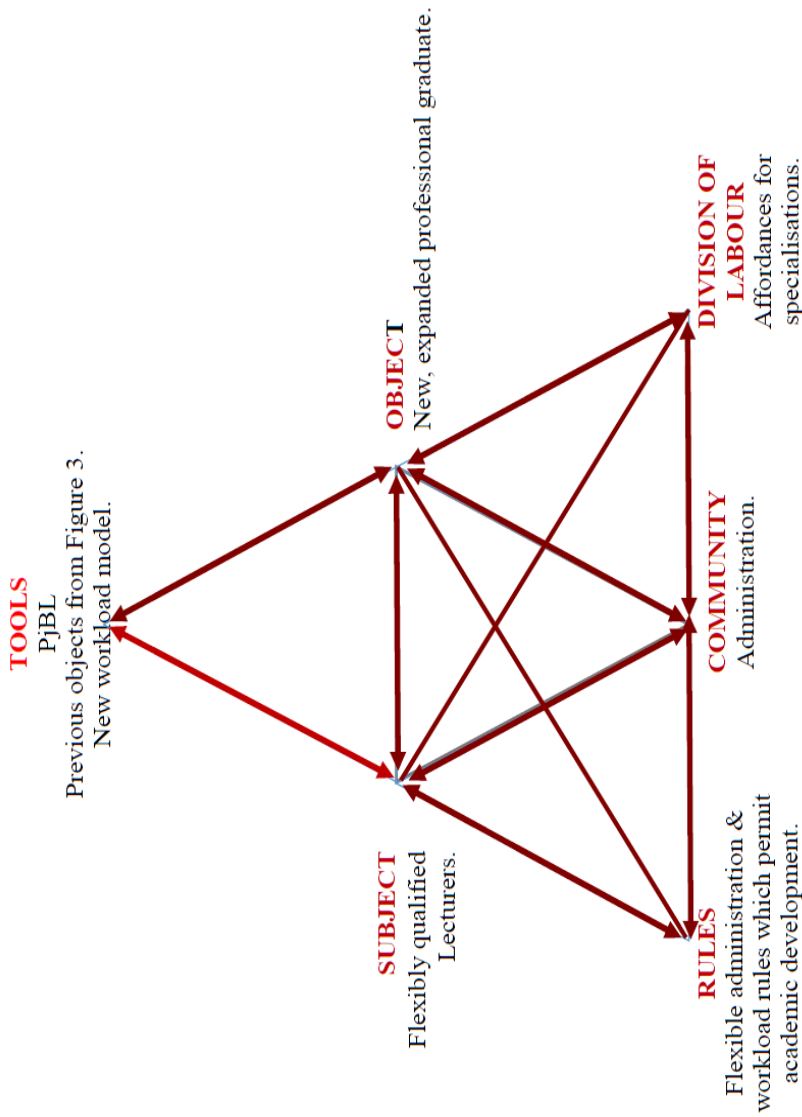 TOOLS
PjBL
Previous objects from Figure 3.
New workload model.
SUBJECT
Flexibly qualified
Lecturers.
OBJECT
New, expanded professional graduate.
RULES
Flexible administration &
workload rules which permit
academic development.
COMMUNITY
Administration.
DIVISION OF
LABOUR
Affordances for
specialisations.